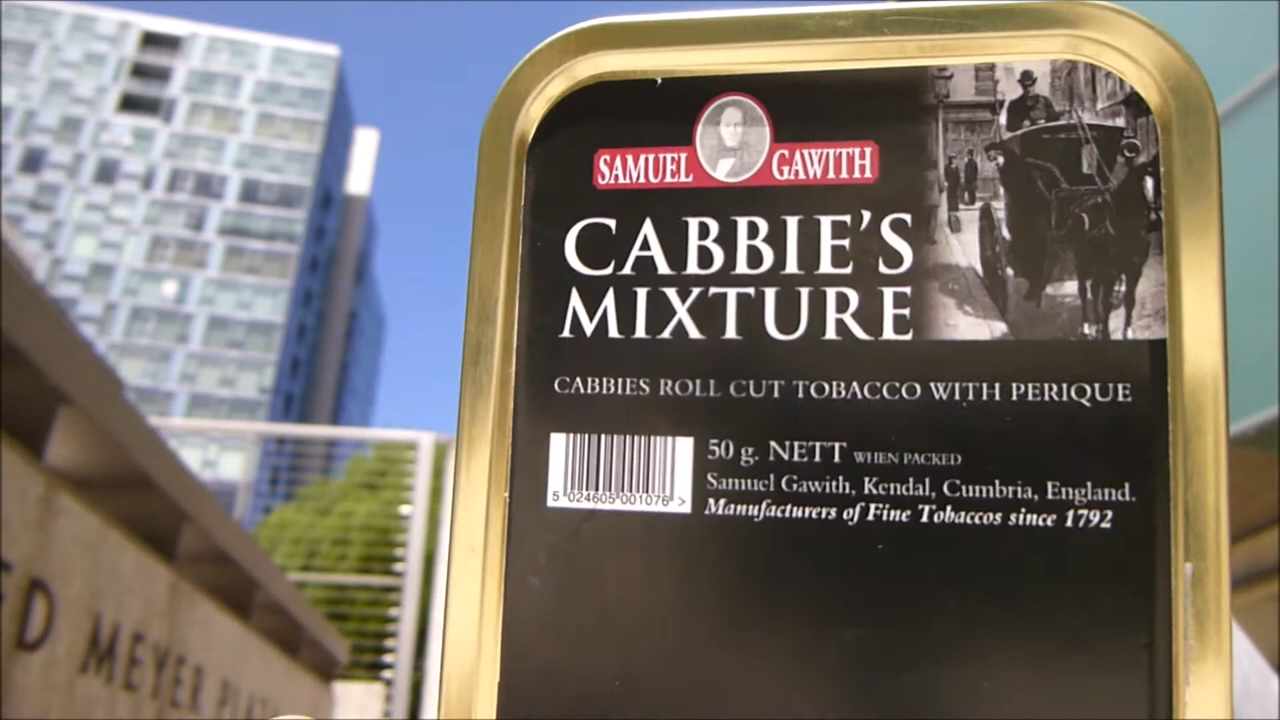 SAMUEL GAWITH
CABBIE'S
MIXTURE
CABBIES ROLL CUT TOBACCO WITH PERIQUE
50 g. NETT WHEN PACKED
Samuel Gawith, Kendal, Cumbria, England.
Manufacturers of Fine Tobaccos since 1792
5 024605 001076 >
MEYER